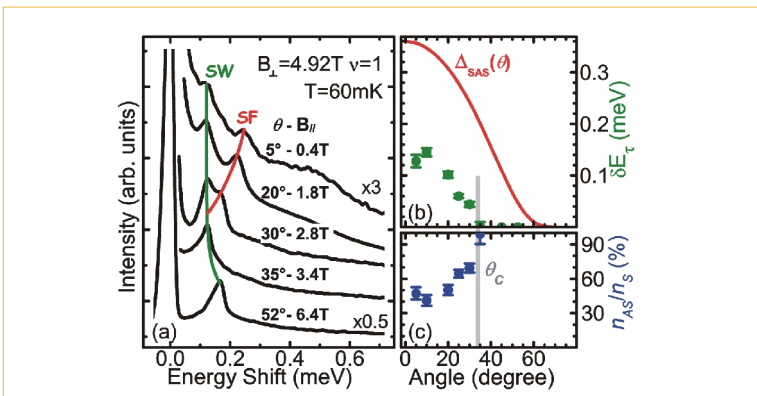 SW
B⊥=4.92T ν=1
T=60mK
SF
θ - B//
5° - 0.4T
x3
20° - 1.8T
30° - 2.8T
35° - 3.4T
52° - 6.4T
x0.5
(a)
Intensity (arb. units)
0.0 0.2 0.4 0.6
Energy Shift (meV)
ΔSAS(θ)
0.3
0.2
0.1
δEτ (meV)
(b)
90
60
30
nAS/nS (%)
θC
(c)
0 20 40 60
Angle (degree)